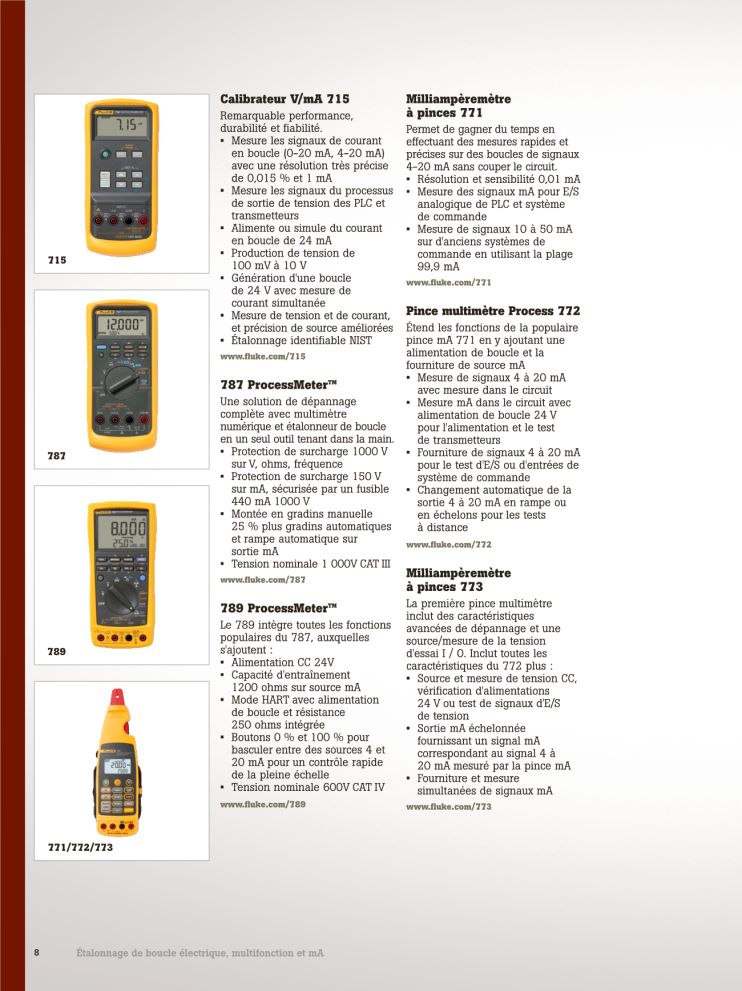 715
787
789
771/772/773
Calibrateur V/mA 715
Remarquable performance,
durabilité et fiabilité.
▪ Mesure les signaux de courant
en boucle (0–20 mA, 4–20 mA)
avec une résolution très précise
de 0,015 % et 1 mA
▪ Mesure les signaux du processus
de sortie de tension des PLC et
transmetteurs
▪ Alimente ou simule du courant
en boucle de 24 mA
▪ Production de tension de
100 mV à 10 V
▪ Génération d'une boucle
de 24 V avec mesure de
courant simultanée
▪ Mesure de tension et de courant,
et précision de source améliorées
▪ Étalonnage identifiable NIST
www.fluke.com/715
787 ProcessMeter™
Une solution de dépannage
complète avec multimètre
numérique et étalonneur de boucle
en un seul outil tenant dans la main.
▪ Protection de surcharge 1000 V
sur V, ohms, fréquence
▪ Protection de surcharge 150 V
sur mA, sécurisée par un fusible
440 mA 1000 V
▪ Montée en gradins manuelle
25 % plus gradins automatiques
et rampe automatique sur
sortie mA
▪ Tension nominale 1 000V CAT III
www.fluke.com/787
789 ProcessMeter™
Le 789 intègre toutes les fonctions
populaires du 787, auxquelles
s'ajoutent :
▪ Alimentation CC 24V
▪ Capacité d'entraînement
1200 ohms sur source mA
▪ Mode HART avec alimentation
de boucle et résistance
250 ohms intégrée
▪ Boutons 0 % et 100 % pour
basculer entre des sources 4 et
20 mA pour un contrôle rapide
de la pleine échelle
▪ Tension nominale 600V CAT IV
www.fluke.com/789
Milliampèremètre
à pinces 771
Permet de gagner du temps en
effectuant des mesures rapides et
précises sur des boucles de signaux
4–20 mA sans couper le circuit.
▪ Résolution et sensibilité 0,01 mA
▪ Mesure des signaux mA pour E/S
analogique de PLC et système
de commande
▪ Mesure de signaux 10 à 50 mA
sur d'anciens systèmes de
commande en utilisant la plage
99,9 mA
www.fluke.com/771
Pince multimètre Process 772
Étend les fonctions de la populaire
pince mA 771 en y ajoutant une
alimentation de boucle et la
fourniture de source mA
▪ Mesure de signaux 4 à 20 mA
avec mesure dans le circuit
▪ Mesure mA dans le circuit avec
alimentation de boucle 24 V
pour l'alimentation et le test
de transmetteurs
▪ Fourniture de signaux 4 à 20 mA
pour le test d'E/S ou d'entrées de
système de commande
▪ Changement automatique de la
sortie 4 à 20 mA en rampe ou
en échelons pour les tests
à distance
www.fluke.com/772
Milliampèremètre
à pinces 773
La première pince multimètre
inclut des caractéristiques
avancées de dépannage et une
source/mesure de la tension
d'essai I / O. Inclut toutes les
caractéristiques du 772 plus :
▪ Source et mesure de tension CC,
vérification d'alimentations
24 V ou test de signaux d'E/S
de tension
▪ Sortie mA échelonnée
fournissant un signal mA
correspondant au signal 4 à
20 mA mesuré par la pince mA
▪ Fourniture et mesure
simultanées de signaux mA
www.fluke.com/773
8 Étalonnage de boucle électrique, multifonction et mA